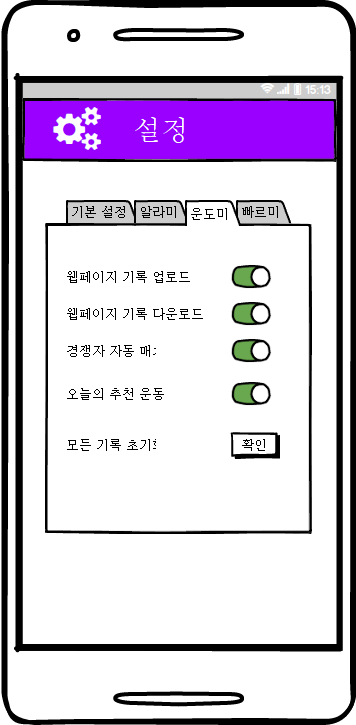 15:13
설정
기본 설정 알라미 운도미 빠르미
웹페이지 기록 업로드
웹페이지 기록 다운로드
경쟁자 자동
오늘의 추천 운동
모든 기록 확인